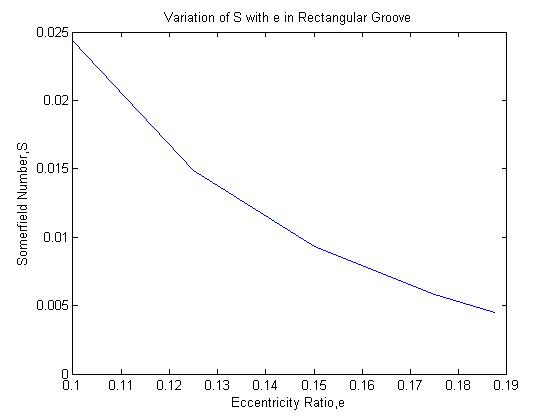 Variation of S with e in Rectangular Groove
0.025
0.02
0.015
0.01
0.005
0
Somerfield Number,S
0.1 0.11 0.12 0.13 0.14 0.15 0.16 0.17 0.18 0.19
Eccentricity Ratio,e